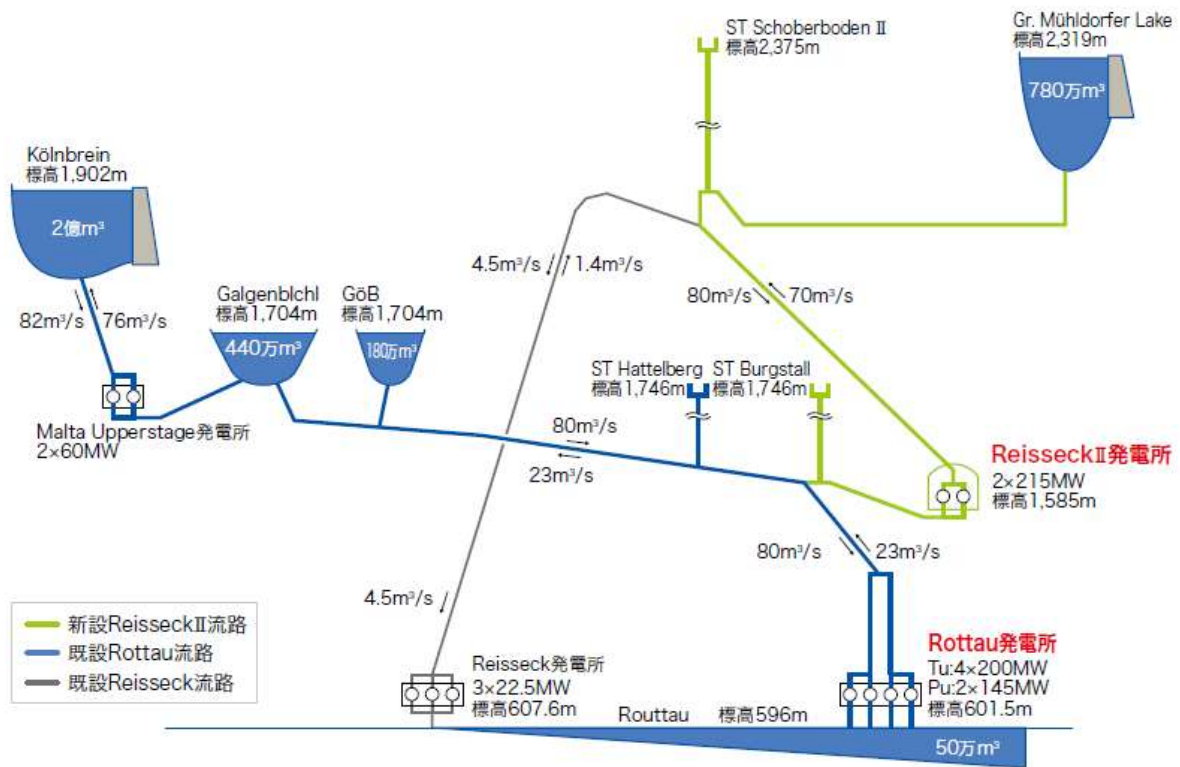 ST Schoberboden Ⅱ
標高2,375m
Gr. Mühldorfer Lake
標高2,319m
780万m³
Kölnbrein
標高1,902m
2億m³
4.5m³/s
1.4m³/s
80m³/s
70m³/s
82m³/s
76m³/s
Galgenblchl
標高1,704m
440万m³
GöB
標高1,704m
180万m³
ST Hattelberg
標高1,746m
ST Burgstall
標高1,746m
Malta Upperstage発電所
2×60MW
80m³/s
23m³/s
ReisseckⅡ発電所
2×215MW
標高1,585m
80m³/s
23m³/s
4.5m³/s
新設ReisseckⅡ流路
既設Rottau流路
既設Reisseck流路
Reisseck発電所
3×22.5MW
標高607.6m
Rottau発電所
Tu:4×200MW
Pu:2×145MW
標高601.5m
Routtau 標高596m
50万m³